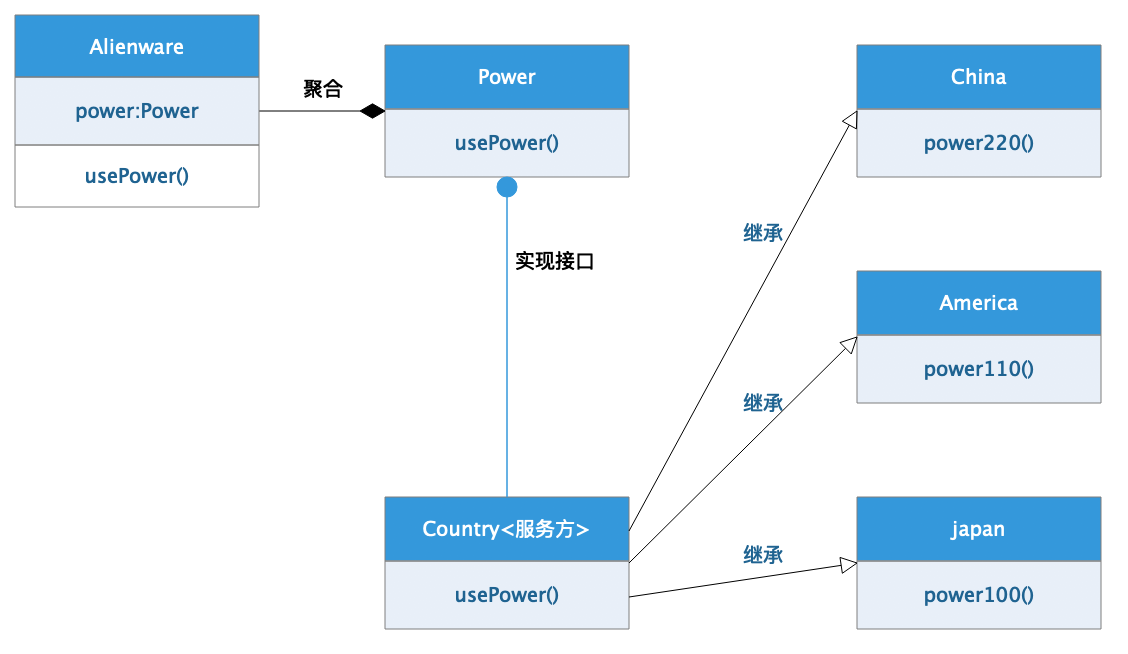 Alienware
power:Power
usePower()
聚合
Power
usePower()
实现接口
Country<服务方>
usePower()
继承
继承
继承
China
power220()
America
power110()
japan
power100()